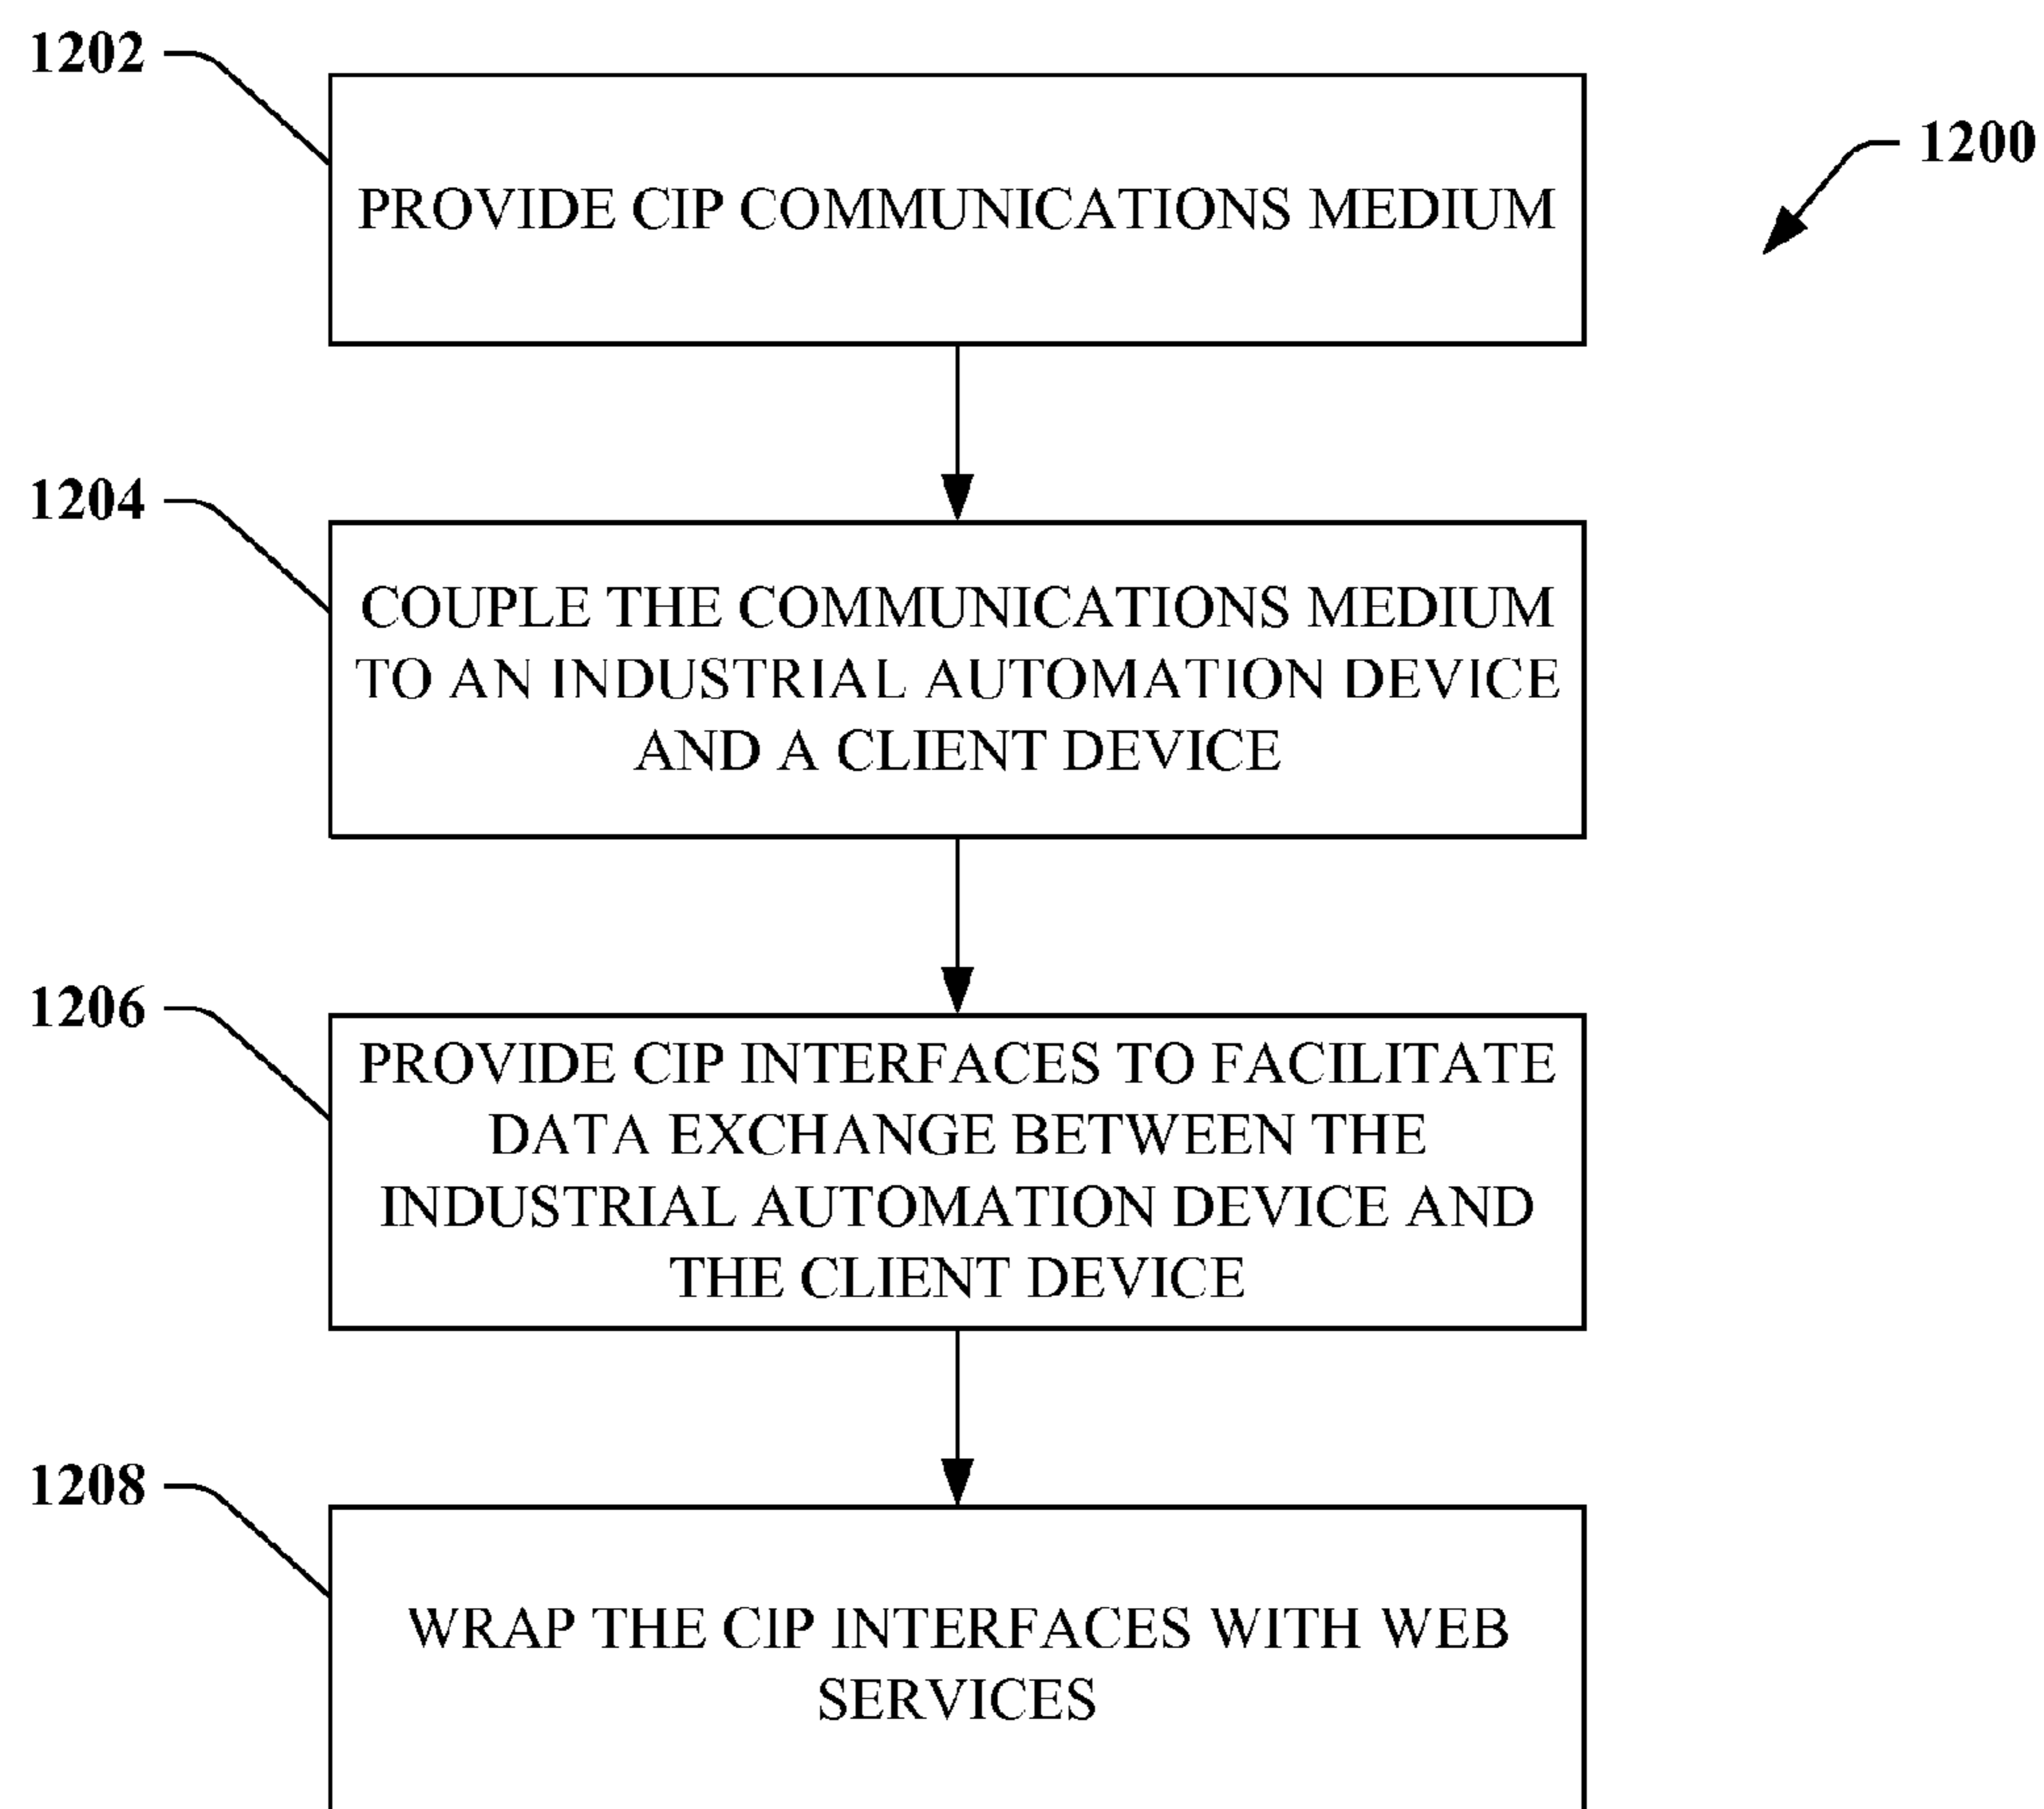 1202
1200
PROVIDE CIP COMMUNICATIONS MEDIUM
1204
COUPLE THE COMMUNICATIONS MEDIUM
TO AN INDUSTRIAL AUTOMATION DEVICE
AND A CLIENT DEVICE
1206
PROVIDE CIP INTERFACES TO FACILITATE
DATA EXCHANGE BETWEEN THE
INDUSTRIAL AUTOMATION DEVICE AND
THE CLIENT DEVICE
1208
WRAP THE CIP INTERFACES WITH WEB
SERVICES